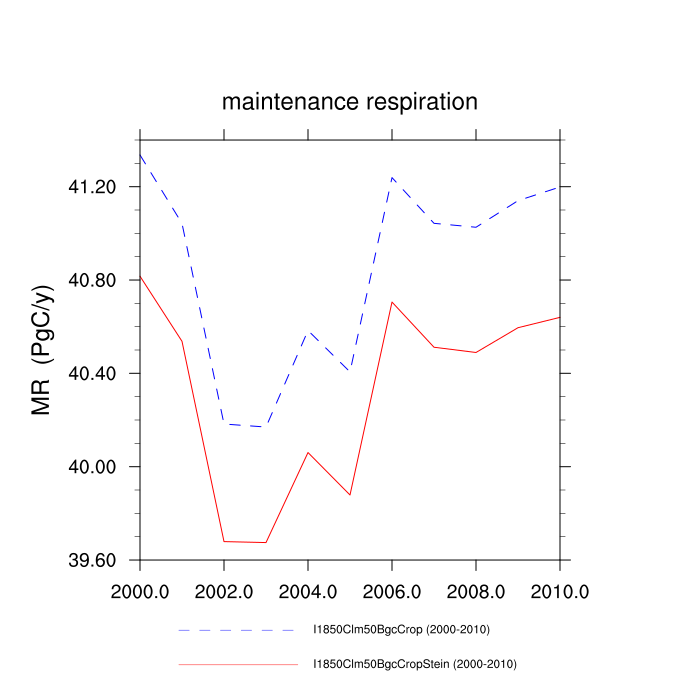 maintenance respiration
MR (PgC/y)
41.20
40.80
40.40
40.00
39.60
2000.0 2002.0 2004.0 2006.0 2008.0 2010.0
I1850Clm50BgcCrop (2000-2010)
I1850Clm50BgcCropStein (2000-2010)